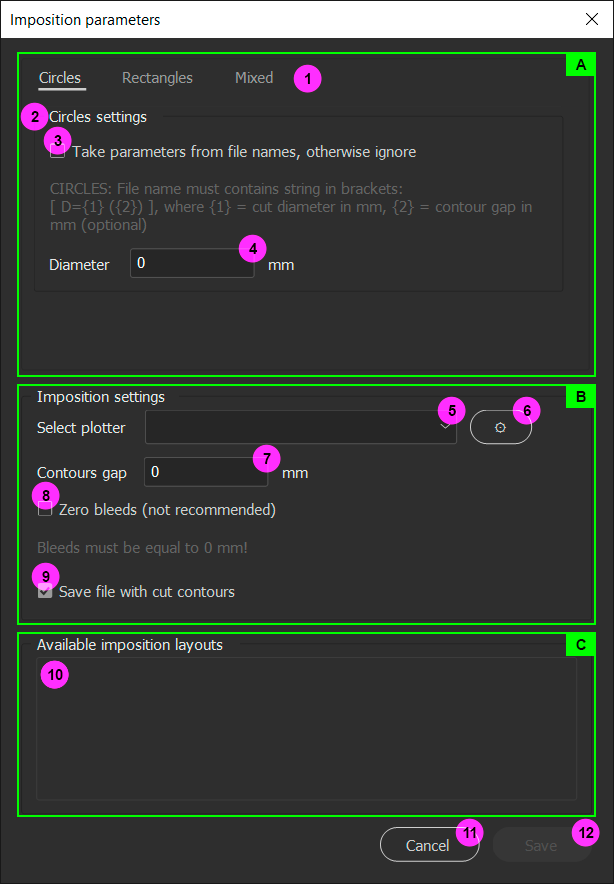 Imposition parameters
A
Circles Rectangles Mixed 1
2 Circles settings
3
Take parameters from file names, otherwise ignore
CIRCLES: File name must contains string in brackets:
[ D={1} ({2}) ], where {1} = cut diameter in mm, {2} = contour gap in
mm (optional)
4
Diameter 0 mm
B
Imposition settings
5 6
Select plotter
7
Contours gap 0 mm
8
Zero bleeds (not recommended)
Bleeds must be equal to 0 mm!
9
Save file with cut contours
C
Available imposition layouts
10
11 12
Cancel Save